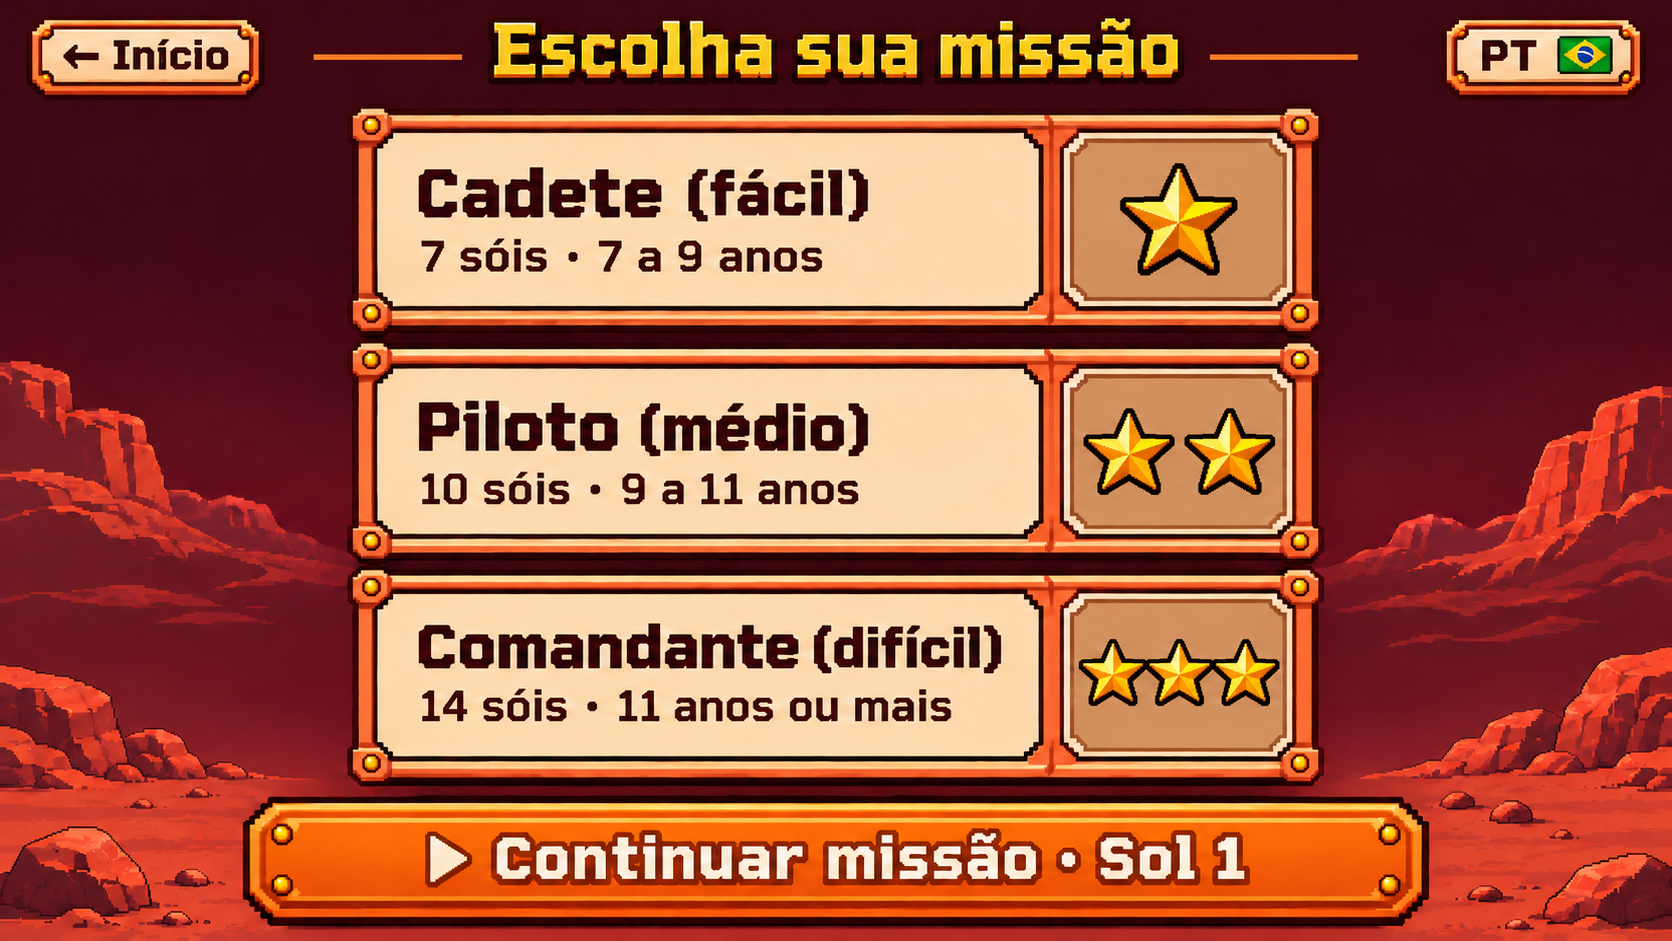 ← Início
Escolha sua missão
PT
Cadete (fácil)
7 sóis • 7 a 9 anos
Piloto (médio)
10 sóis • 9 a 11 anos
Comandante (difícil)
14 sóis • 11 anos ou mais
▶ Continuar missão • Sol 1